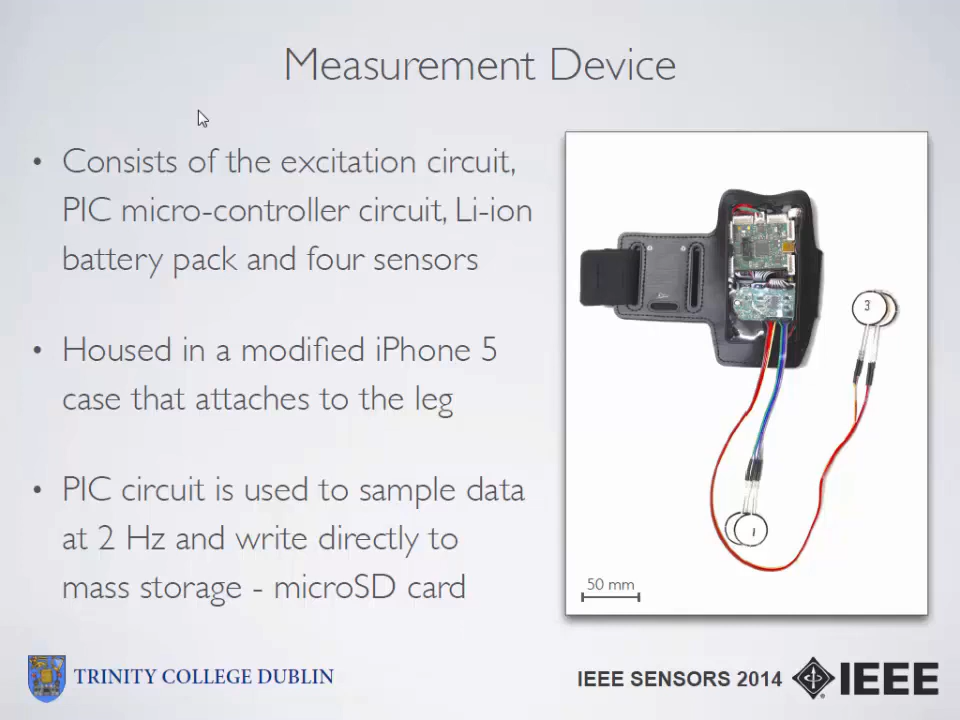 Measurement Device
• Consists of the excitation circuit,
PIC micro-controller circuit, Li-ion
battery pack and four sensors
• Housed in a modified iPhone 5
case that attaches to the leg
• PIC circuit is used to sample data
at 2 Hz and write directly to
mass storage - microSD card
3
1
50 mm
TRINITY COLLEGE DUBLIN
IEEE SENSORS 2014
IEEE